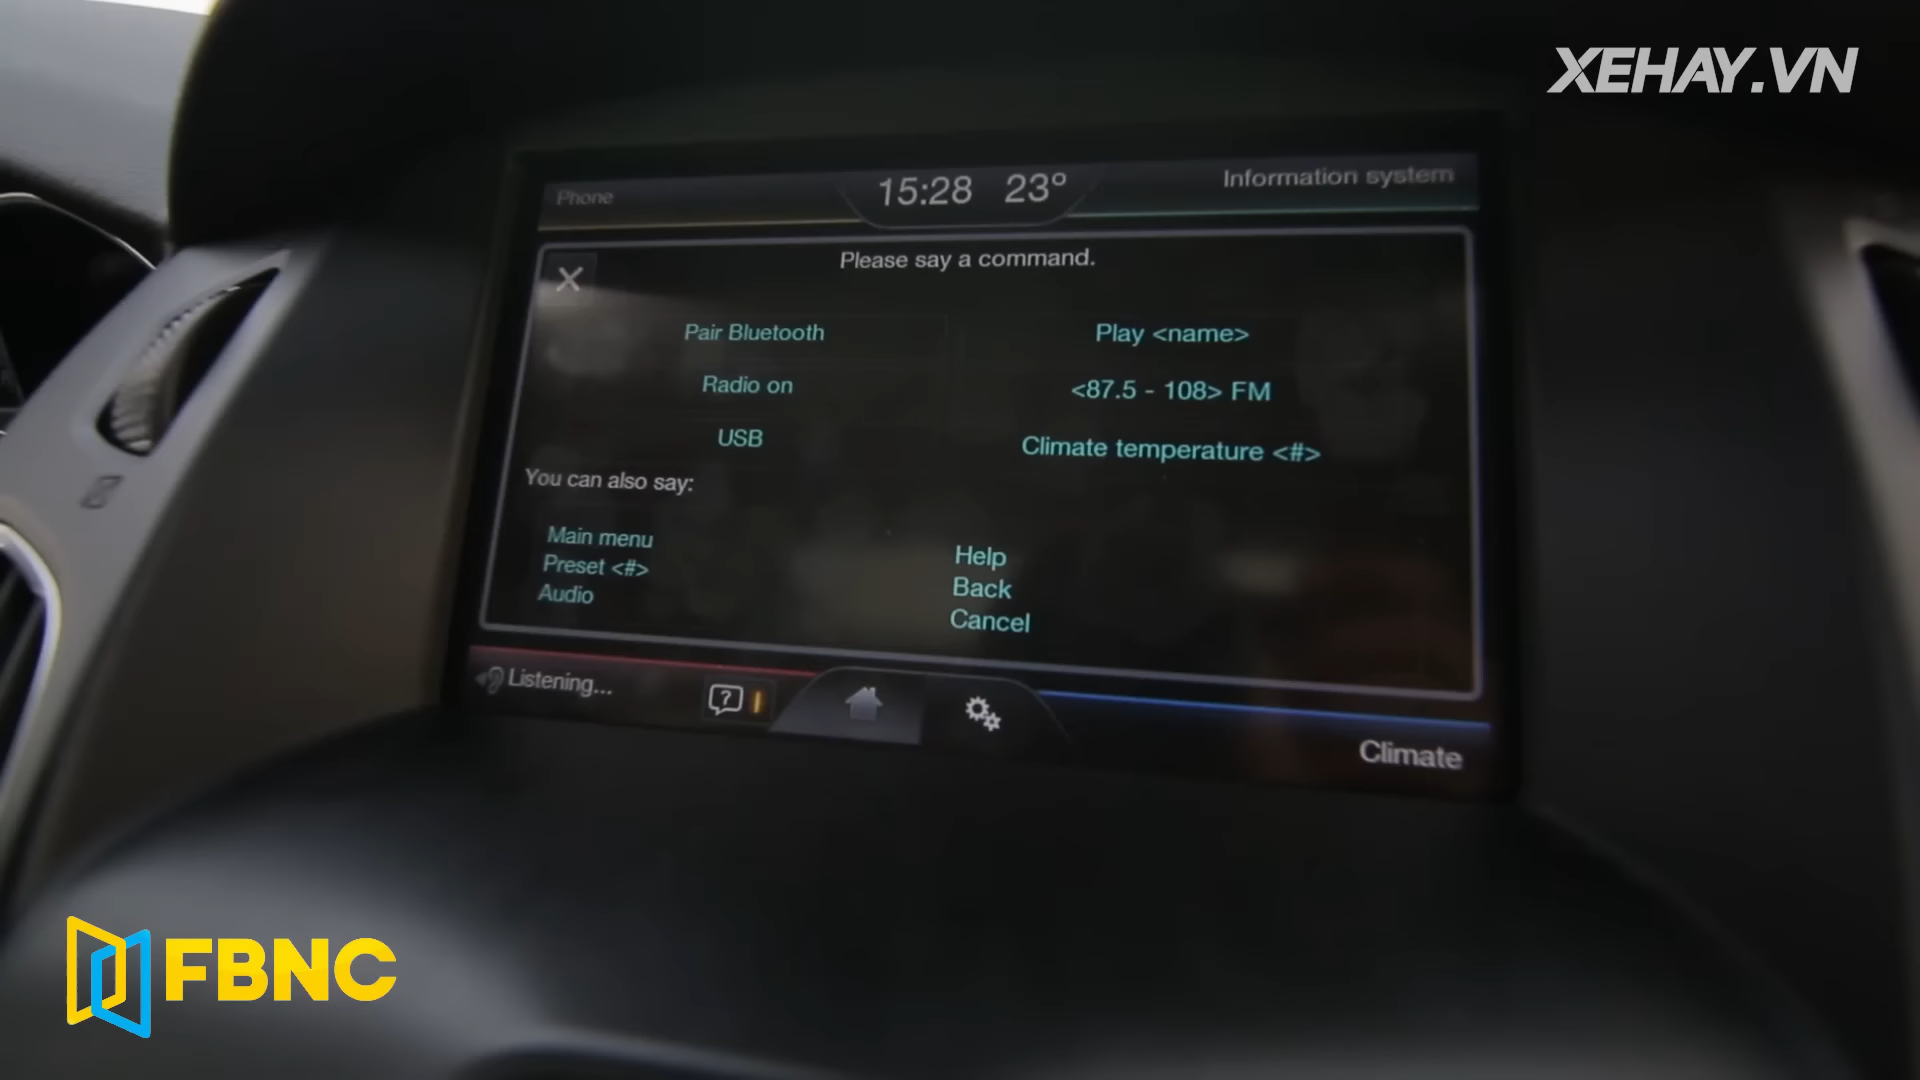 XEHAY.VN
Phone
15:28 23°
Information system
Please say a command.
Pair Bluetooth
Play <name>
Radio on
<87.5 - 108> FM
USB
Climate temperature <#>
You can also say:
Main menu
Preset <#>
Audio
Help
Back
Cancel
Listening...
?
Climate
FBNC